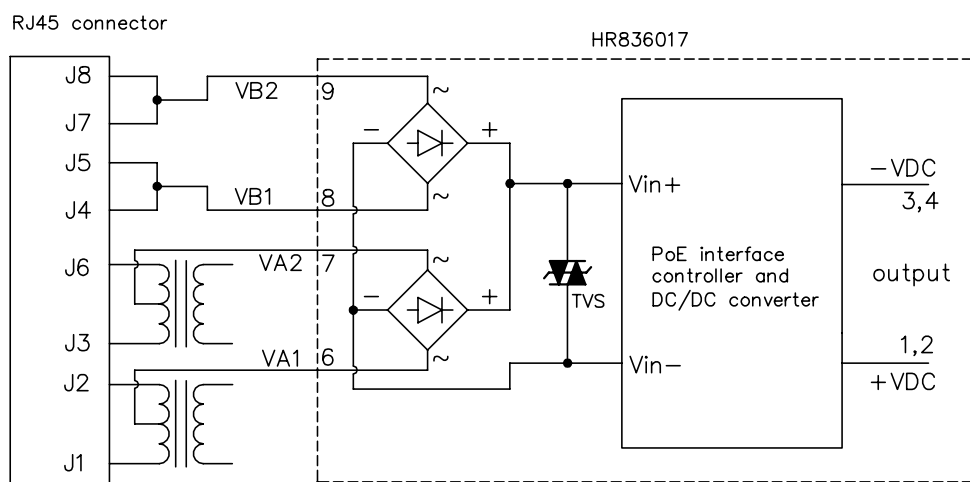 RJ45 connector
HR836017
J8
VB2
9
~
J7
-
+
J5
~
J4
VB1
8
Vin+
-VDC
3,4
J6
VA2
7
~
PoE interface
controller and
DC/DC converter
output
-
+
TVS
J3
VA1
6
~
Vin-
1,2
+VDC
J2
J1